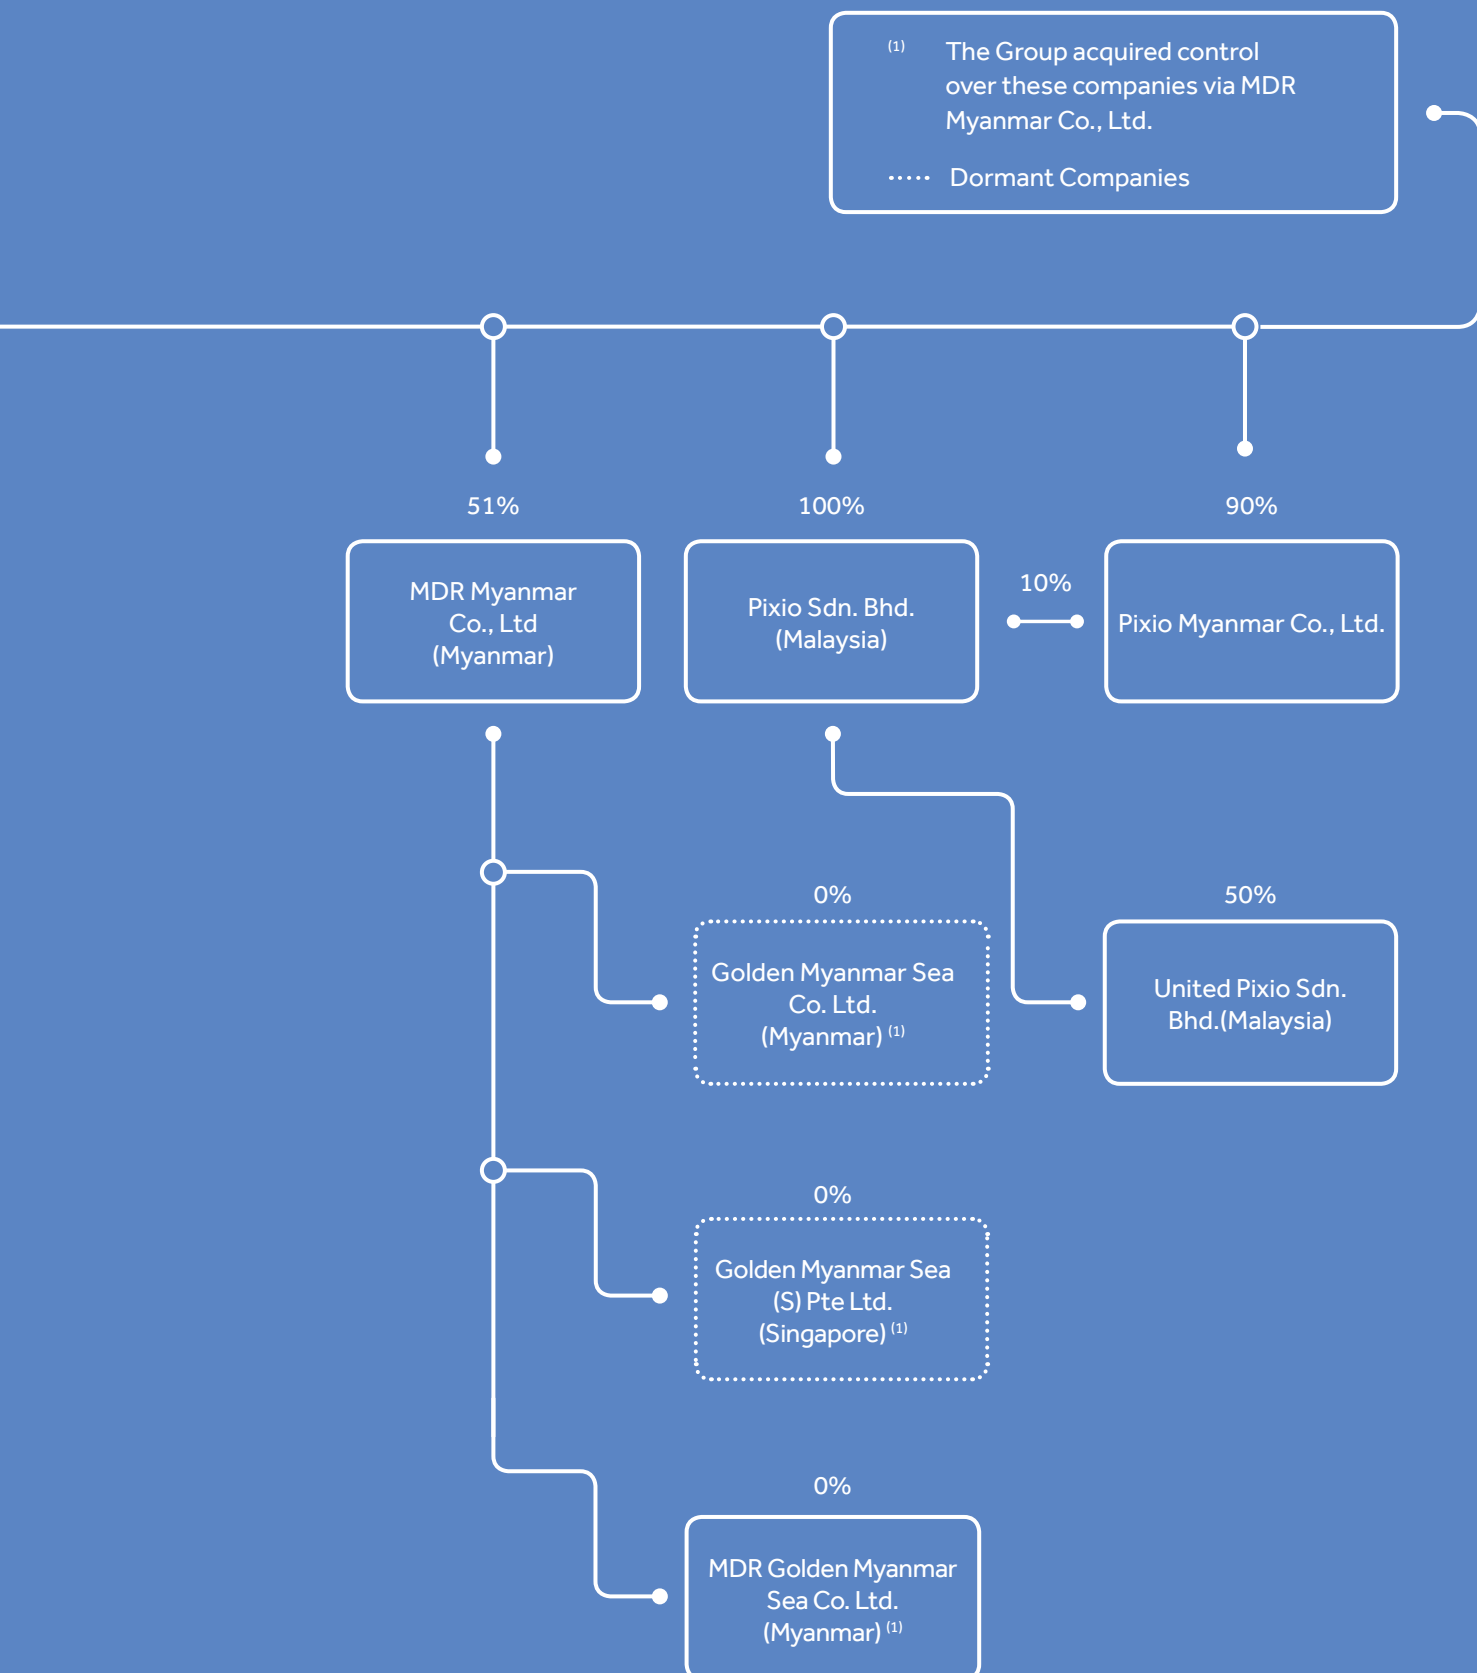 (1) The Group acquired control
over these companies via MDR
Myanmar Co., Ltd.
Dormant Companies
51%
100%
90%
MDR Myanmar
Co., Ltd
(Myanmar)
Pixio Sdn. Bhd.
(Malaysia)
10%
Pixio Myanmar Co., Ltd.
0%
Golden Myanmar Sea
Co. Ltd.
(Myanmar) (1)
50%
United Pixio Sdn.
Bhd.(Malaysia)
0%
Golden Myanmar Sea
(S) Pte Ltd.
(Singapore) (1)
0%
MDR Golden Myanmar
Sea Co. Ltd.
(Myanmar) (1)